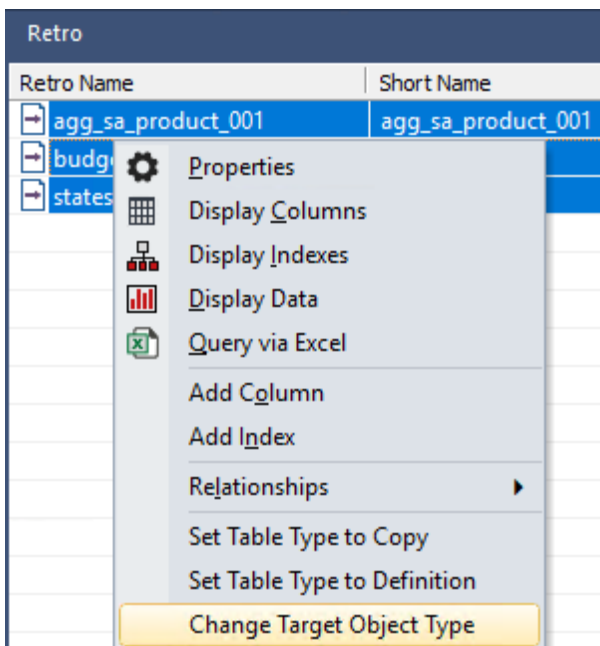 Retro
Retro Name Short Name
agg_sa_product_001 agg_sa_product_001
Properties
states
Display Columns
Display Indexes
Display Data
Query via Excel
Add Column
Add Index
Relationships
Set Table Type to Copy
Set Table Type to Definition
Change Target Object Type